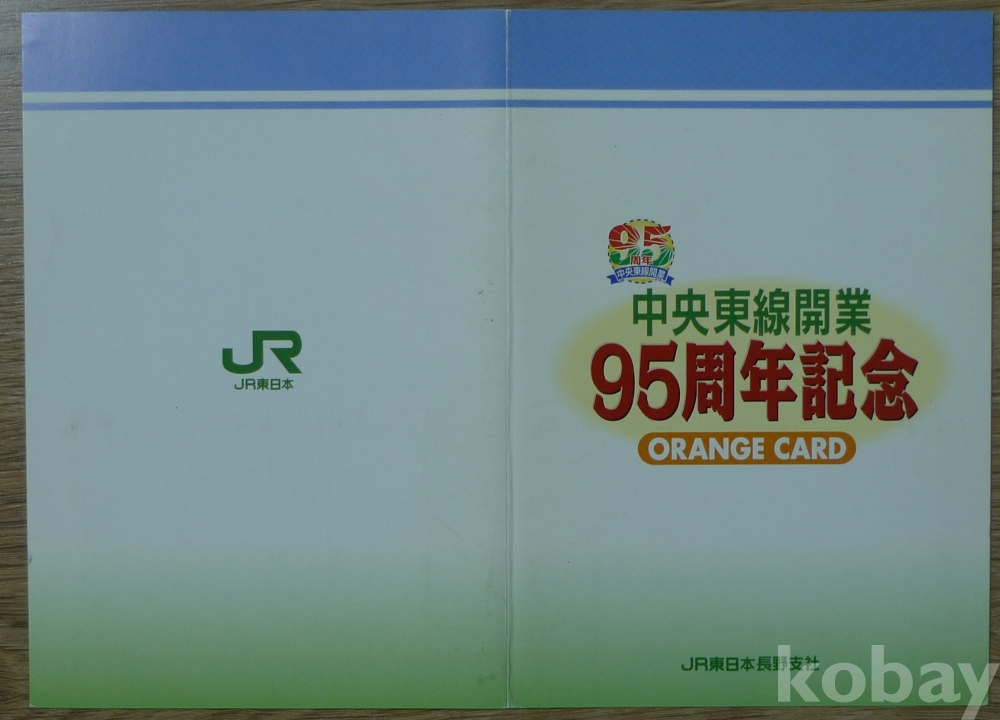 JR
JR東日本
95
周年
中央東線開業
中央東線開業
95周年記念
ORANGE CARD
JR東日本長野支社
kobay